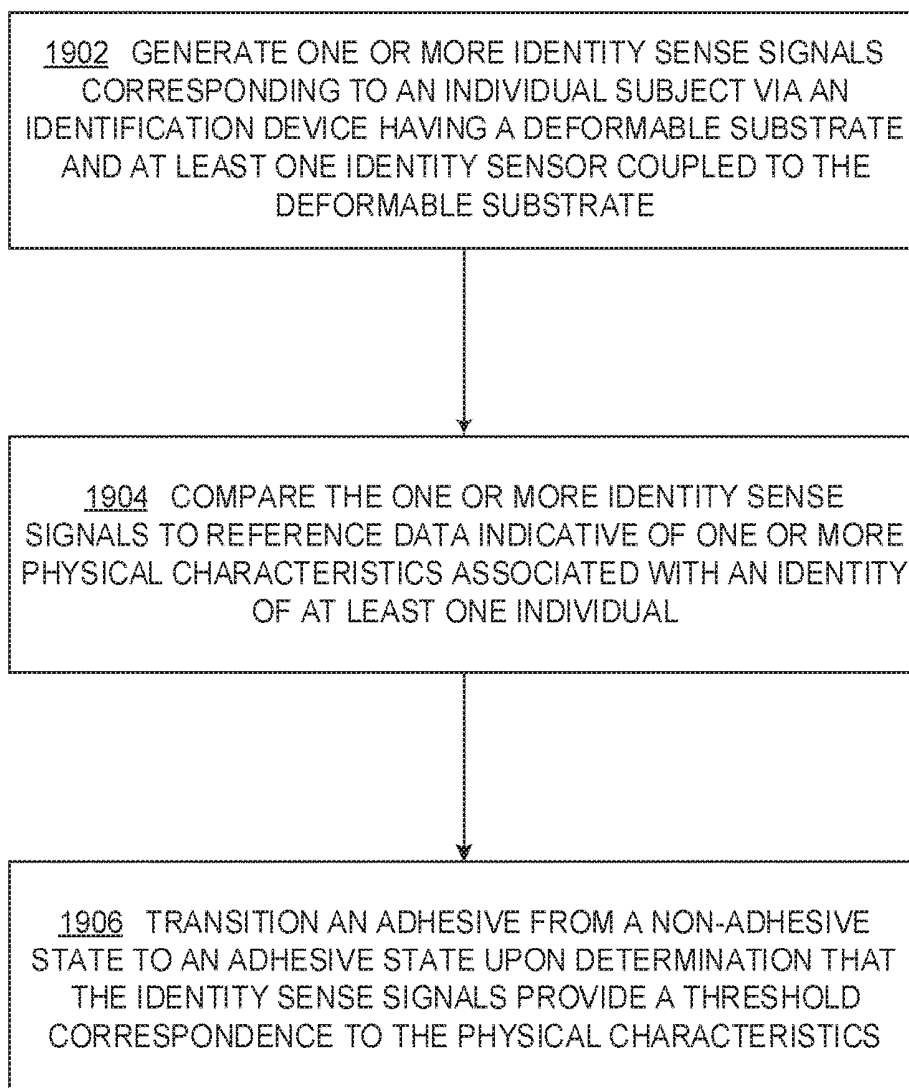 1902 GENERATE ONE OR MORE IDENTITY SENSE SIGNALS
CORRESPONDING TO AN INDIVIDUAL SUBJECT VIA AN
IDENTIFICATION DEVICE HAVING A DEFORMABLE SUBSTRATE
AND AT LEAST ONE IDENTITY SENSOR COUPLED TO THE
DEFORMABLE SUBSTRATE
1904 COMPARE THE ONE OR MORE IDENTITY SENSE
SIGNALS TO REFERENCE DATA INDICATIVE OF ONE OR MORE
PHYSICAL CHARACTERISTICS ASSOCIATED WITH AN IDENTITY
OF AT LEAST ONE INDIVIDUAL
1906 TRANSITION AN ADHESIVE FROM A NON-ADHESIVE
STATE TO AN ADHESIVE STATE UPON DETERMINATION THAT
THE IDENTITY SENSE SIGNALS PROVIDE A THRESHOLD
CORRESPONDENCE TO THE PHYSICAL CHARACTERISTICS